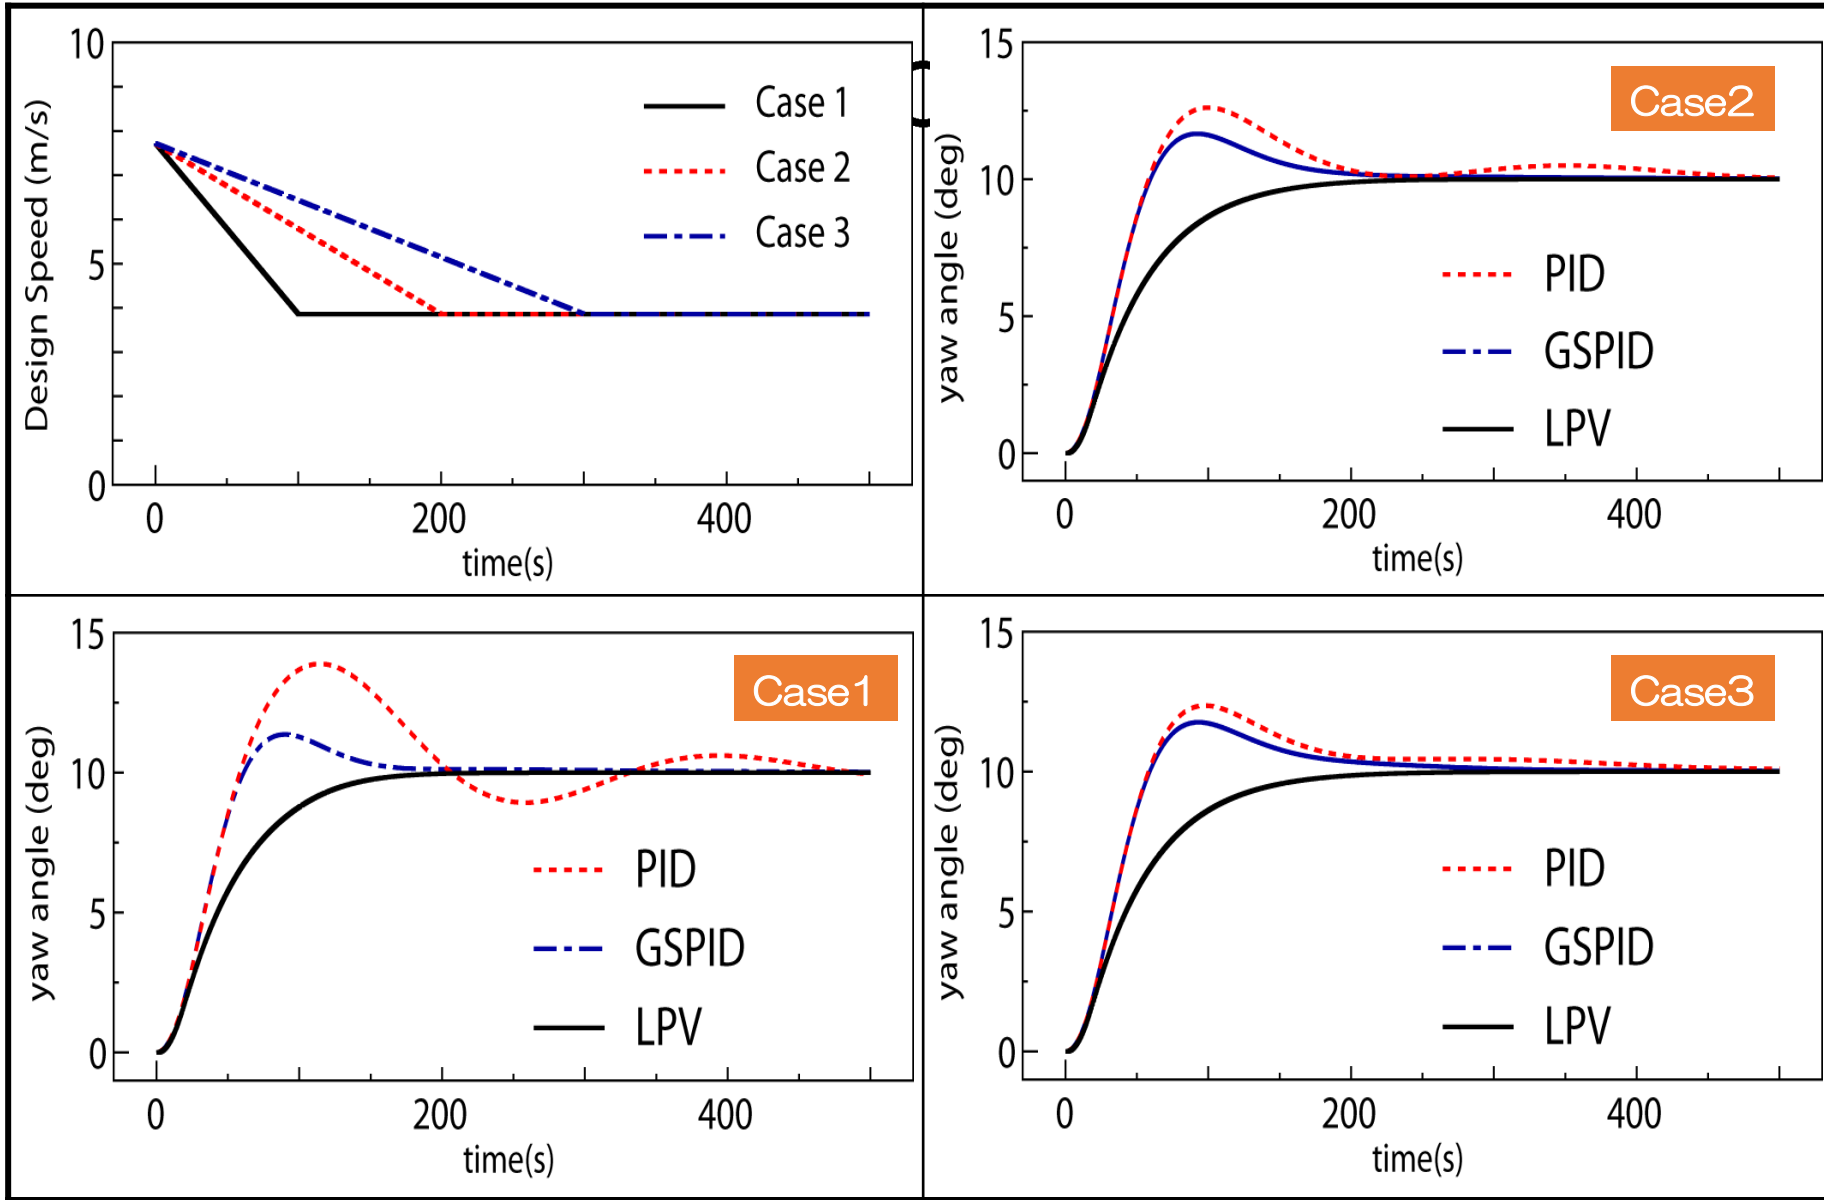 10
5
0
Design Speed (m/s)
Case 1
Case 2
Case 3
0 200 400
time(s)
15
10
5
0
yaw angle (deg)
Case2
PID
GSPID
LPV
0 200 400
time(s)
15
10
5
0
yaw angle (deg)
Case1
PID
GSPID
LPV
0 200 400
time(s)
15
10
5
0
yaw angle (deg)
Case3
PID
GSPID
LPV
0 200 400
time(s)